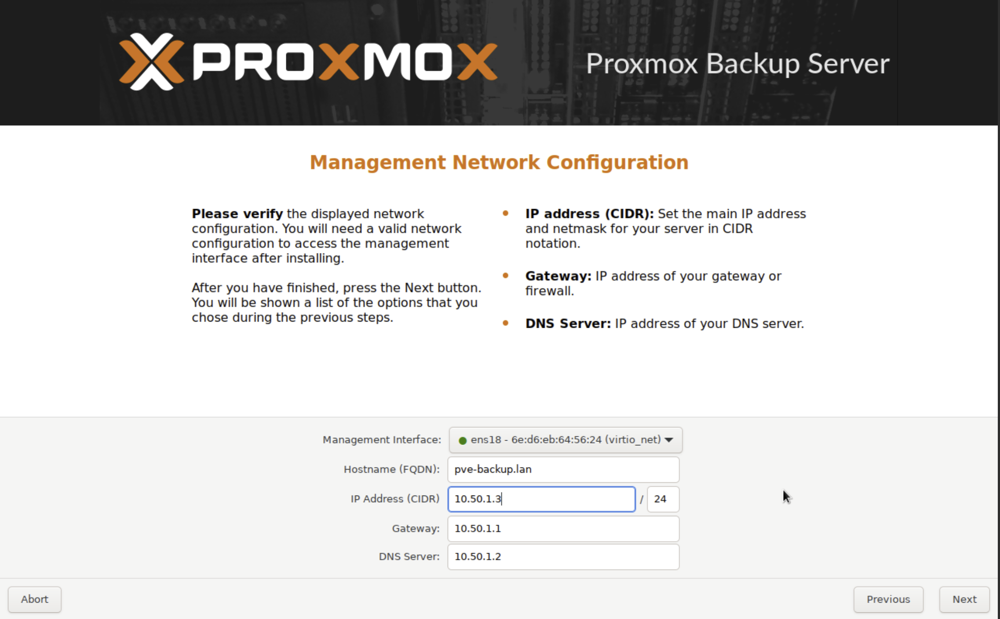 PROXMOX
Proxmox Backup Server
Management Network Configuration
Please verify the displayed network
configuration. You will need a valid network
configuration to access the management
interface after installing.
After you have finished, press the Next button.
You will be shown a list of the options that you
chose during the previous steps.
IP address (CIDR): Set the main IP address
and netmask for your server in CIDR
notation.
Gateway: IP address of your gateway or
firewall.
DNS Server: IP address of your DNS server.
Management Interface: ens18 - 6e:d6:eb:64:56:24 (virtio_net)
Hostname (FQDN): pve-backup.lan
IP Address (CIDR) 10.50.1.3 / 24
Gateway: 10.50.1.1
DNS Server: 10.50.1.2
Abort Previous Next